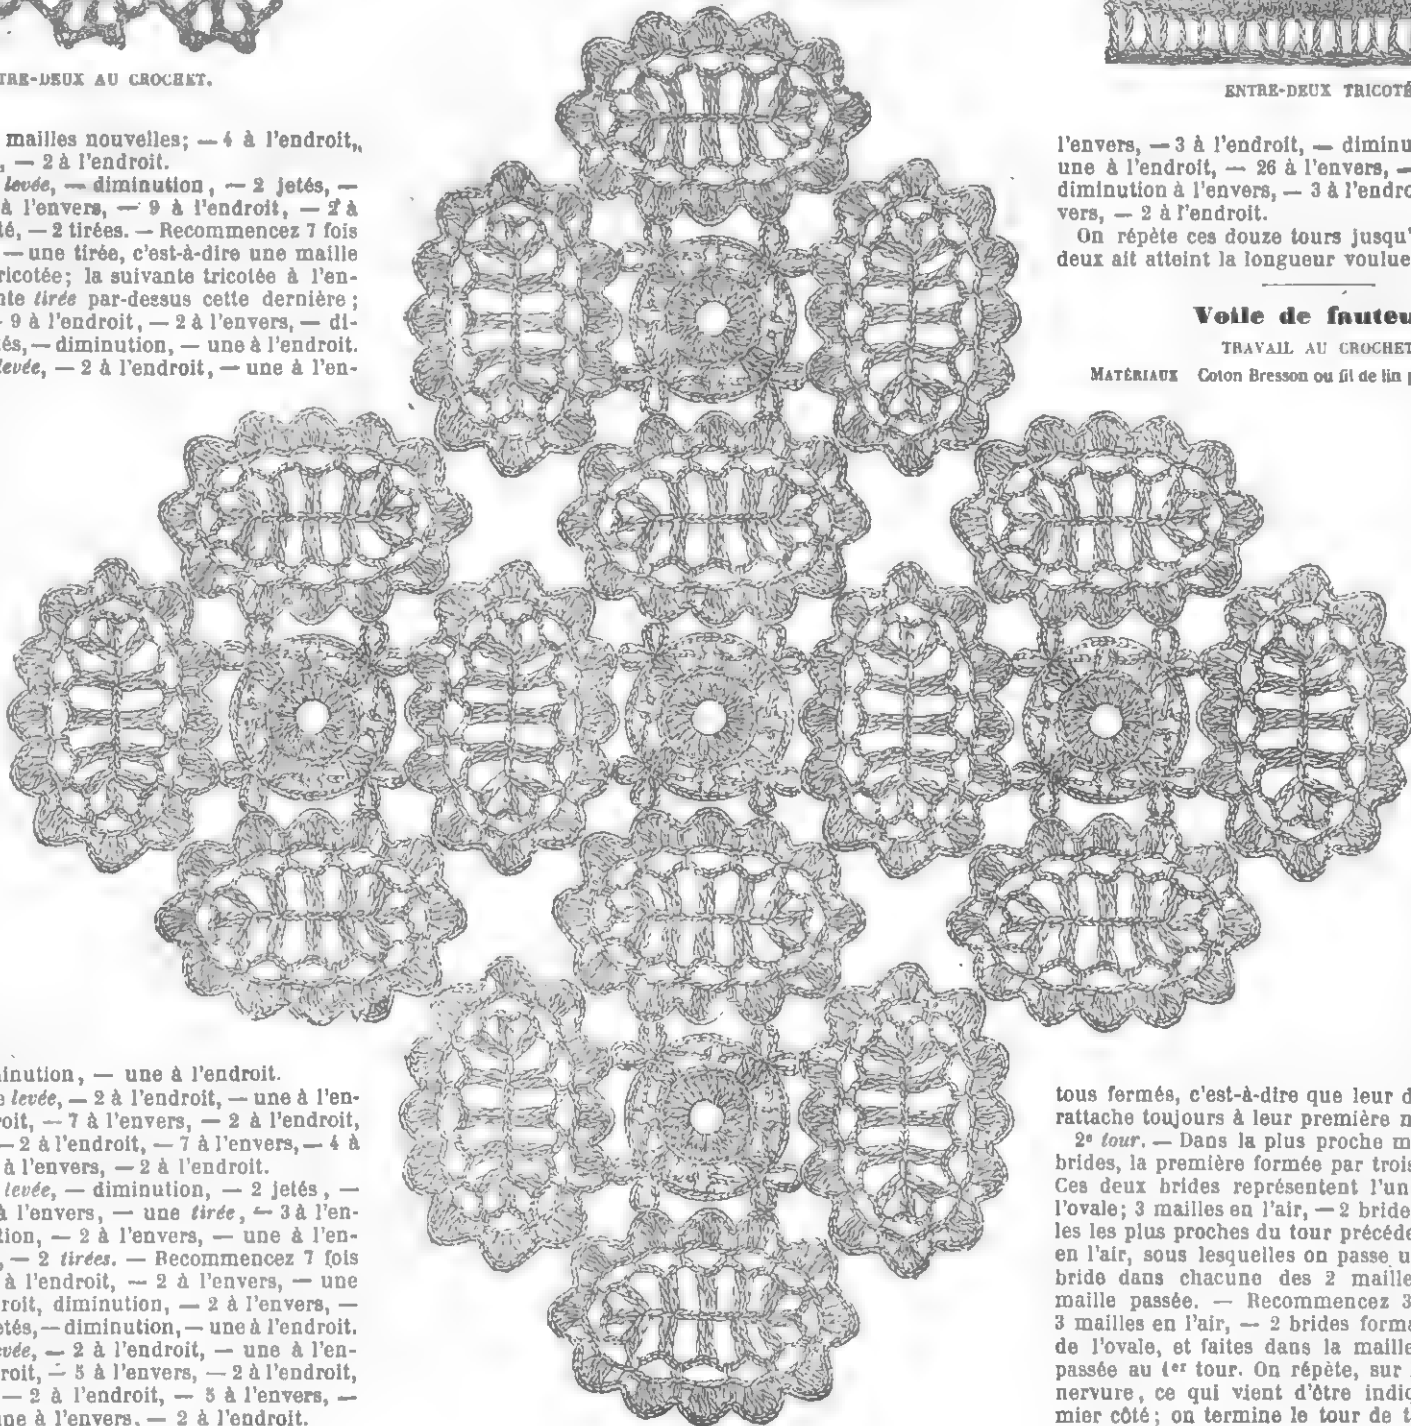 TRE-DEUX AU CROCHET.
mailles nouvelles; — 4 à l'endroit,
, — 2 à l'endroit.
levée, — diminution, — 2 jetés, —
à l'envers, — 9 à l'endroit, — 2 à
té, — 2 tirées. — Recommencez 7 fois
— une tirée, c'est-à-dire une maille
ricotée; la suivante tricotée à l'en-
nte tirée par-dessus cette dernière;
9 à l'endroit, — 2 à l'envers, — di-
és, — diminution, — une à l'endroit.
evée, — 2 à l'endroit, — une à l'en-
inution, — une à l'endroit.
e levée, — 2 à l'endroit, — une à l'en-
roit, — 7 à l'envers, — 2 à l'endroit,
— 2 à l'endroit, — 7 à l'envers, — 4 à
à l'envers, — 2 à l'endroit.
levée, — diminution, — 2 jetés, —
à l'envers, — une tirée, — 3 à l'en-
tion, — 2 à l'envers, — une à l'en-
, — 2 tirées. — Recommencez 7 fois
à l'endroit, — 2 à l'envers, — une
roit, diminution, — 2 à l'envers, —
etés, — diminution, — une à l'endroit.
evée, — 2 à l'endroit, — une à l'en-
roit, — 5 à l'envers, — 2 à l'endroit,
— 2 à l'endroit, — 5 à l'envers, —
une à l'envers, — 2 à l'endroit.
ENTRE-DEUX TRICOTÉ
l'envers, — 3 à l'endroit, — diminu
une à l'endroit, — 26 à l'envers, —
diminution à l'envers, — 3 à l'endro
vers, — 2 à l'endroit.
On répète ces douze tours jusqu'
deux ait atteint la longueur voulue
Voile de fauteu
TRAVAIL AU CROCHET
MATÉRIAUX Coton Bresson ou fil de lin p
tous fermés, c'est-à-dire que leur d
rattache toujours à leur première m
2e tour. — Dans la plus proche m
brides, la première formée par trois
Ces deux brides représentent l'un
l'ovale; 3 mailles en l'air, — 2 bride
les les plus proches du tour précéde
en l'air, sous lesquelles on passe u
bride dans chacune des 2 maille
maille passée. — Recommencez 3
3 mailles en l'air, — 2 brides forma
de l'ovale, et faites dans la maille
passée au 1er tour. On répète, sur
nervure, ce qui vient d'être indiq
mier côté; on termine le tour de t